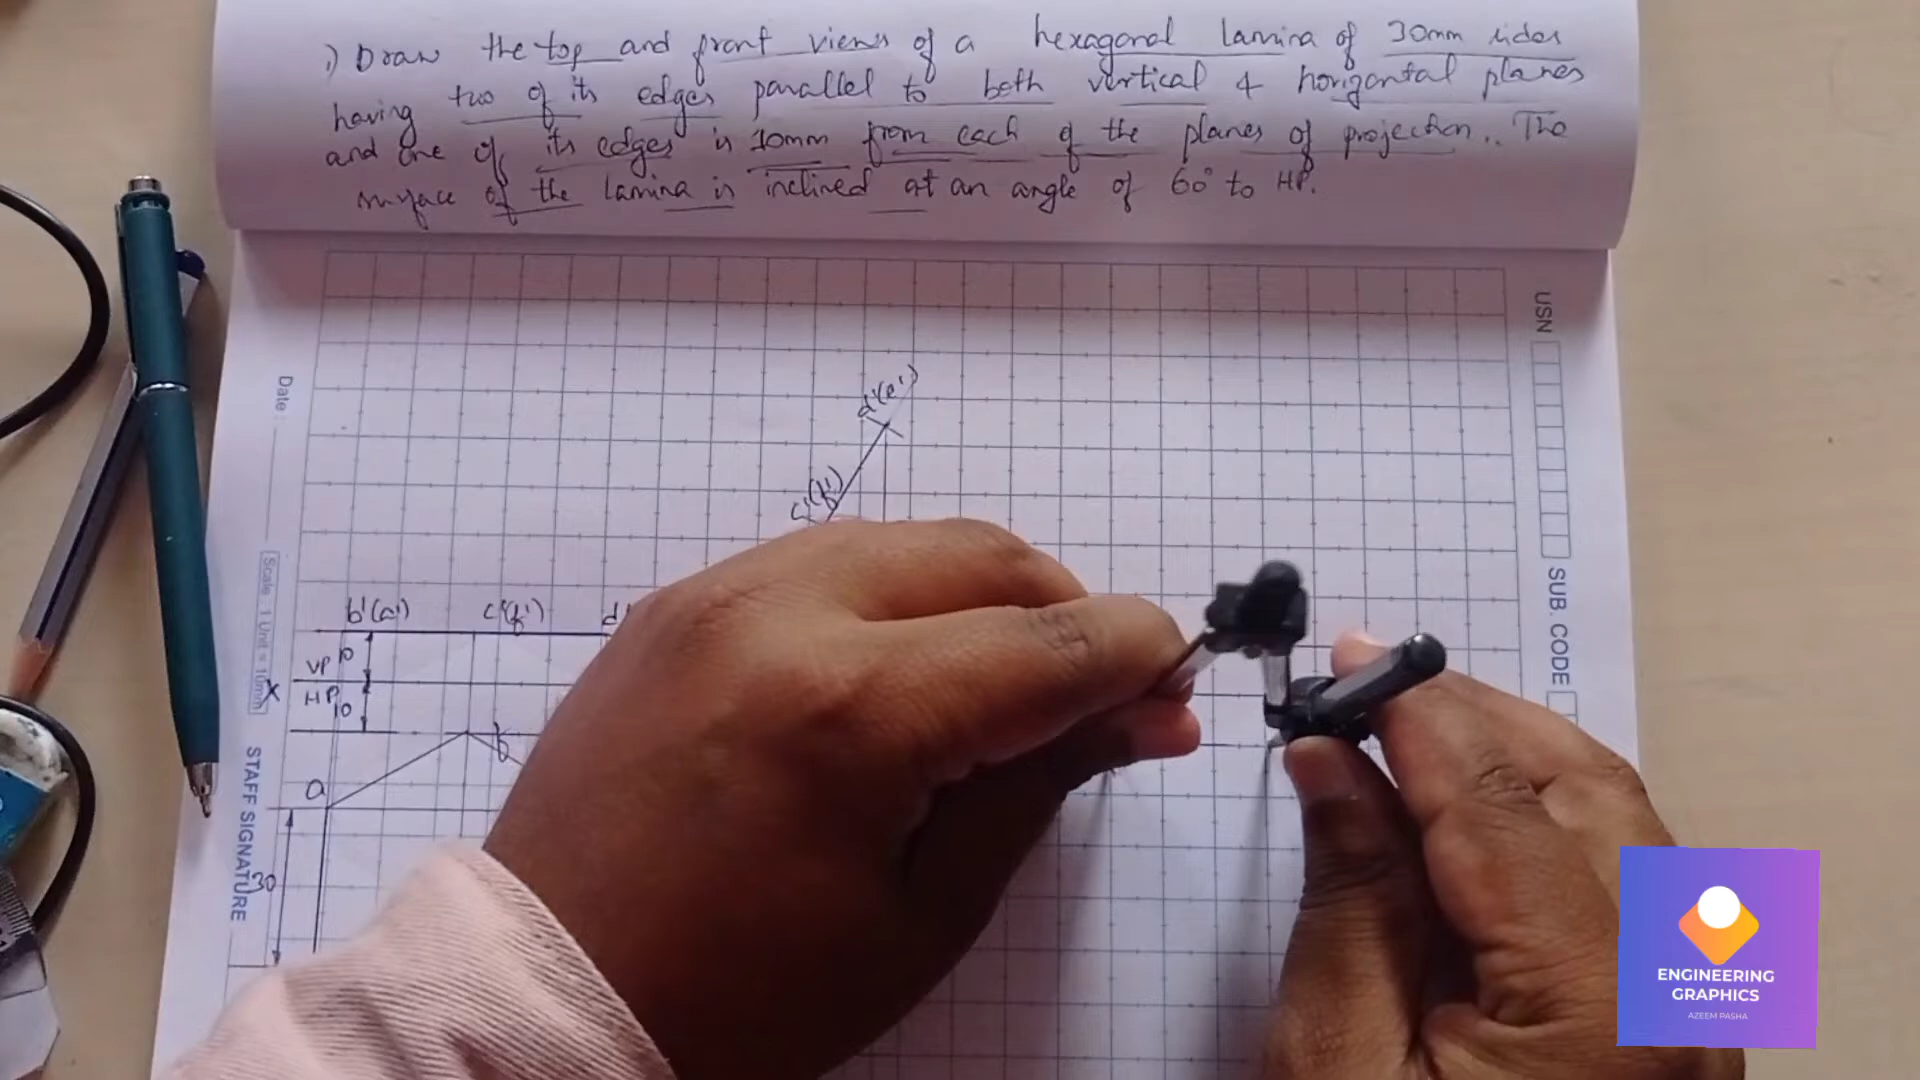 1) Draw the top and front views of a hexagonal lamina of 30mm sides
having two of its edges parallel to both vertical & horizontal planes
and one of its edges is 10mm from each of the planes of projection. The
surface of the lamina is inclined at an angle of 60° to HP.
USN
Date :
d'(e')
c'(f')
SUB. CODE
Scale : 1 Unit = 10mm
b'(a')
c'(f')
d'
VP
10
X
HP
10
f
a
STAFF SIGNATURE
30
ENGINEERING
GRAPHICS
AZEEM PASHA